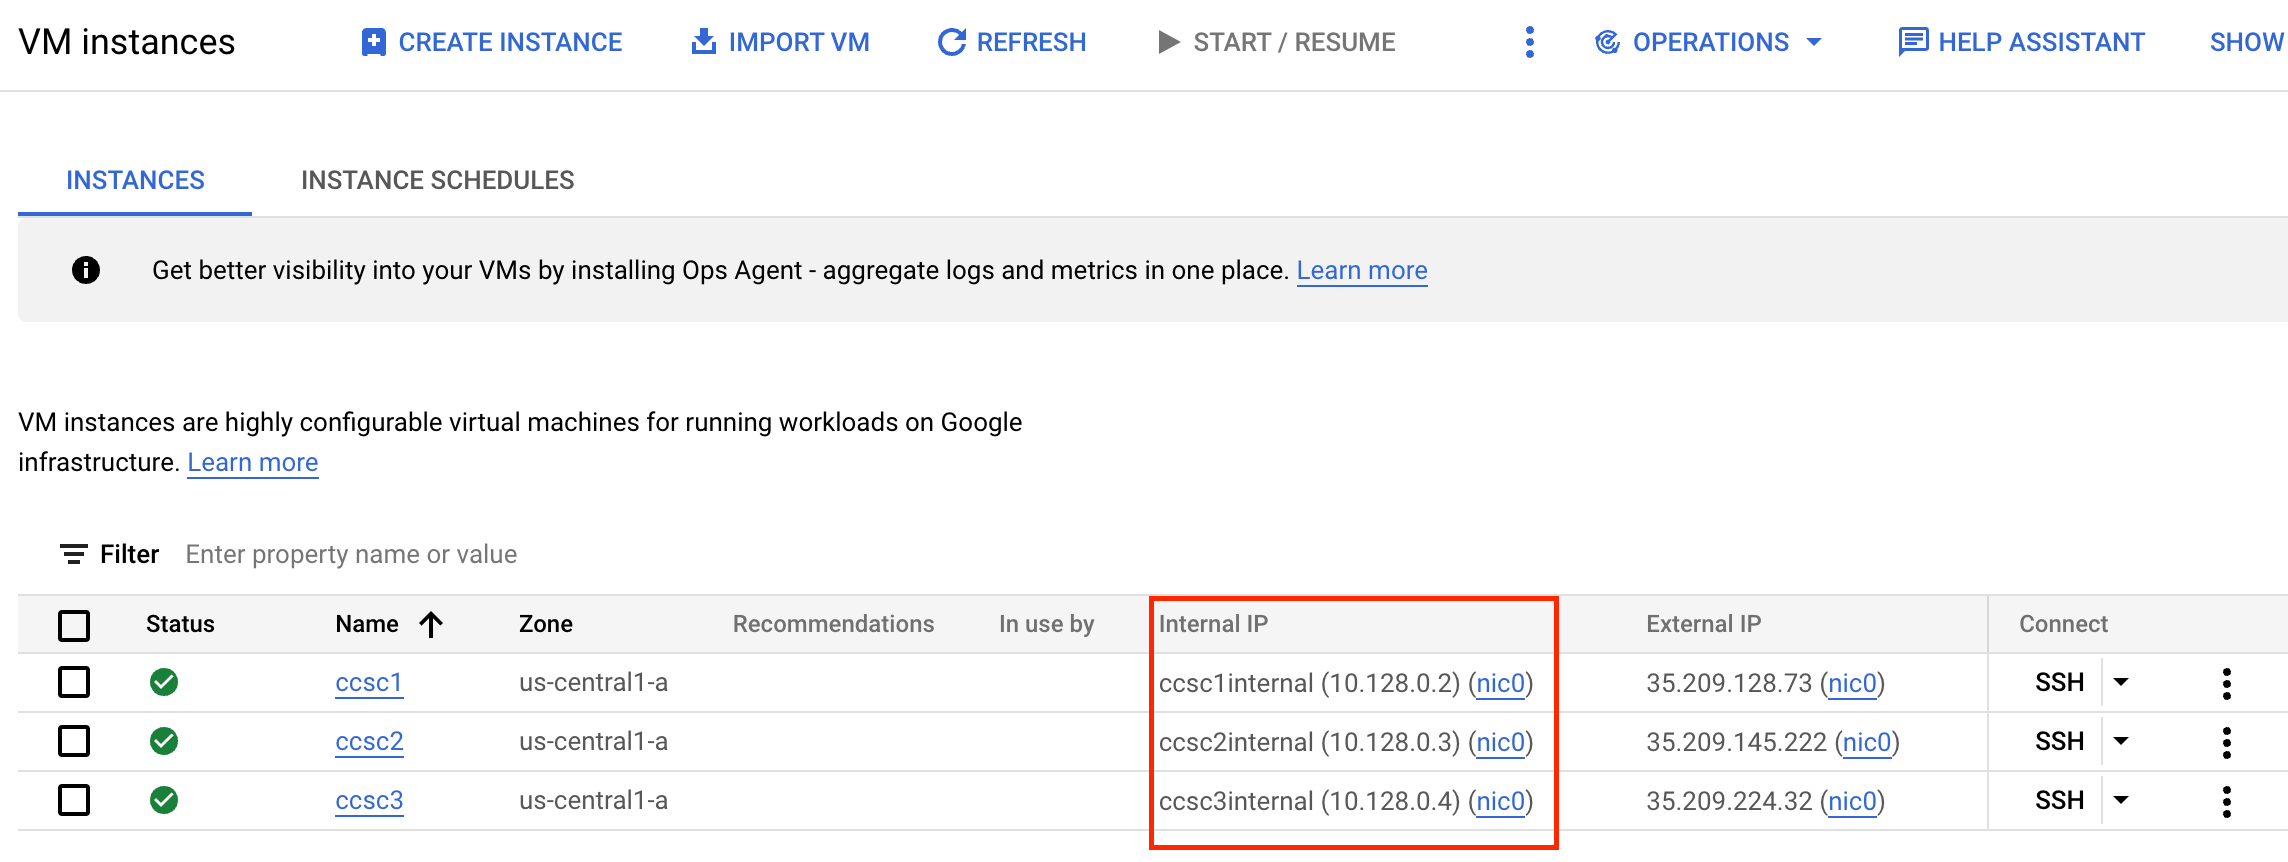 VM instances CREATE INSTANCE IMPORT VM REFRESH START / RESUME OPERATIONS HELP ASSISTANT SHOW
INSTANCES INSTANCE SCHEDULES
Get better visibility into your VMs by installing Ops Agent - aggregate logs and metrics in one place. Learn more
VM instances are highly configurable virtual machines for running workloads on Google
infrastructure. Learn more
Filter Enter property name or value
Status Name Zone Recommendations In use by Internal IP External IP Connect
ccsc1 us-central1-a ccsc1internal (10.128.0.2) (nic0) 35.209.128.73 (nic0) SSH
ccsc2 us-central1-a ccsc2internal (10.128.0.3) (nic0) 35.209.145.222 (nic0) SSH
ccsc3 us-central1-a ccsc3internal (10.128.0.4) (nic0) 35.209.224.32 (nic0) SSH